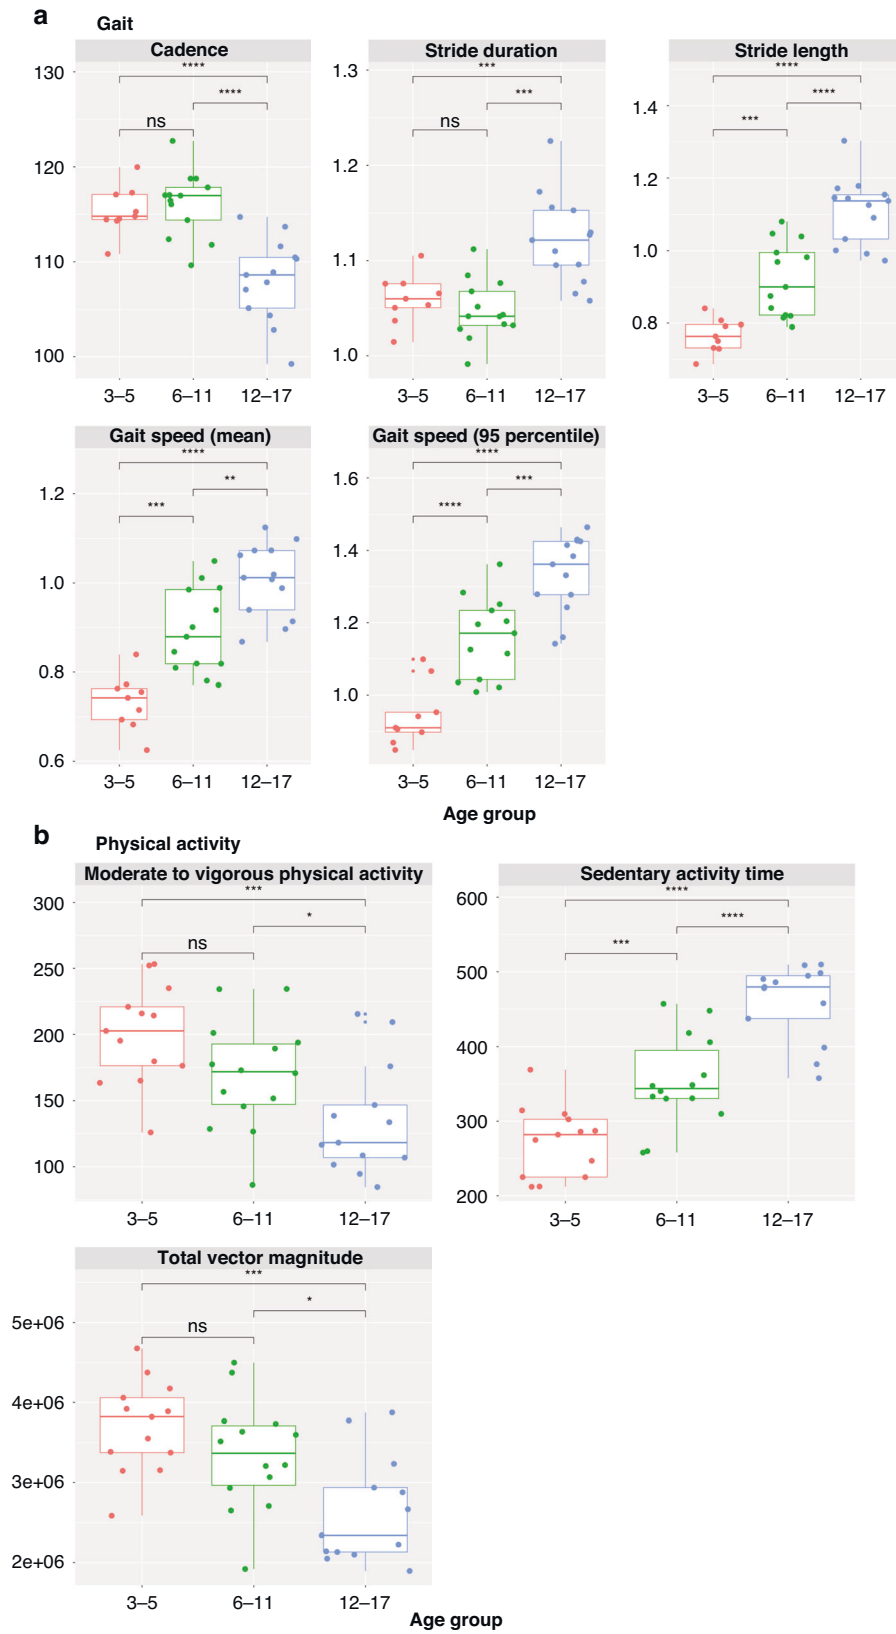 a
Gait
Cadence
130
120
110
100
****
****
ns
3–5 6–11 12–17
Stride duration
1.3
1.2
1.1
1.0
***
***
ns
3–5 6–11 12–17
Stride length
1.4
1.2
1.0
0.8
****
****
***
3–5 6–11 12–17
Gait speed (mean)
1.2
1.0
0.8
0.6
****
**
***
3–5 6–11 12–17
Gait speed (95 percentile)
1.6
1.4
1.2
1.0
****
***
****
3–5 6–11 12–17
Age group
b
Physical activity
Moderate to vigorous physical activity
300
250
200
150
100
***
*
ns
3–5 6–11 12–17
Sedentary activity time
600
500
400
300
200
****
****
***
3–5 6–11 12–17
Total vector magnitude
5e+06
4e+06
3e+06
2e+06
***
*
ns
3–5 6–11 12–17
Age group